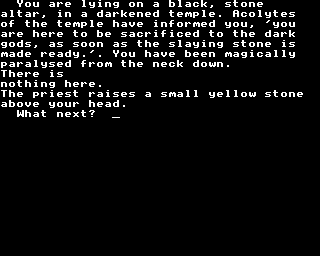 You are lying on a black, stone
altar, in a darkened temple. Acolytes
of the temple have informed you, ´you
are here to be sacrificed to the dark
gods, as soon as the slaying stone is
made ready.´. You have been magically
paralysed from the neck down.
There is
nothing here.
The priest raises a small yellow stone
above your head.
What next? _